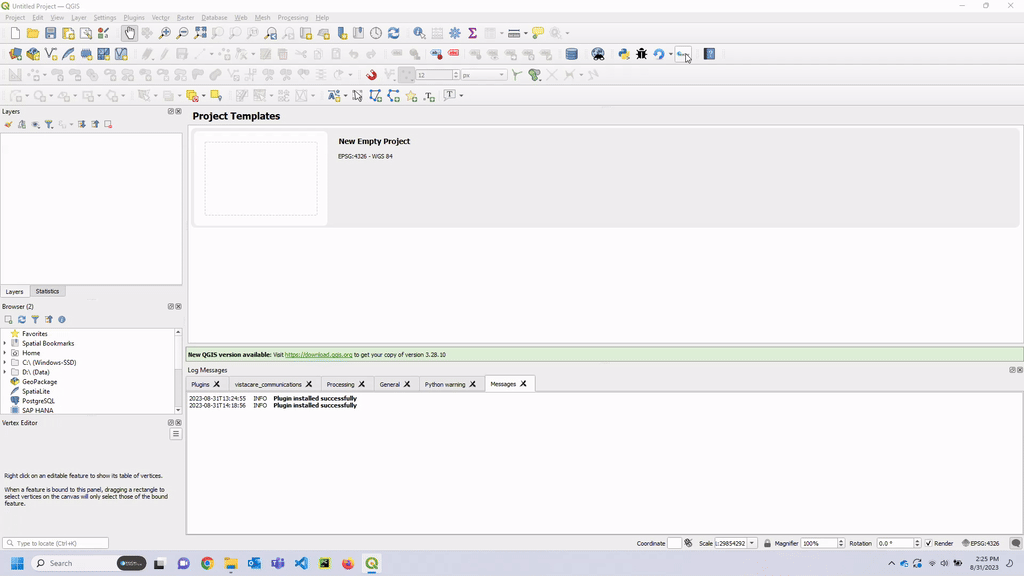 Untitled Project — QGIS
Project Edit View Layer Settings Plugins Vector Raster Database Web Mesh Processing Help
12 px
Layers
Project Templates
New Empty Project
EPSG:4326 - WGS 84
Layers Statistics
Browser (2)
Favorites
Spatial Bookmarks
Home
C:\ (Windows-SSD)
D:\ (Data)
GeoPackage
SpatiaLite
PostgreSQL
SAP HANA
New QGIS version available: Visit https://download.qgis.org to get your copy of version 3.28.10
Log Messages
Plugins vistacare_communications Processing General Python warning Messages
2023-08-31T13:24:55 INFO Plugin installed successfully
2023-08-31T14:18:56 INFO Plugin installed successfully
Vertex Editor
Right click on an editable feature to show its table of vertices.
When a feature is bound to this panel, dragging a rectangle to
select vertices on the canvas will only select those of the bound
feature.
Type to locate (Ctrl+K)
Coordinate Scale 1:29854292 Magnifier 100% Rotation 0.0 ° Render EPSG:4326
Search
2:25 PM
8/31/2023